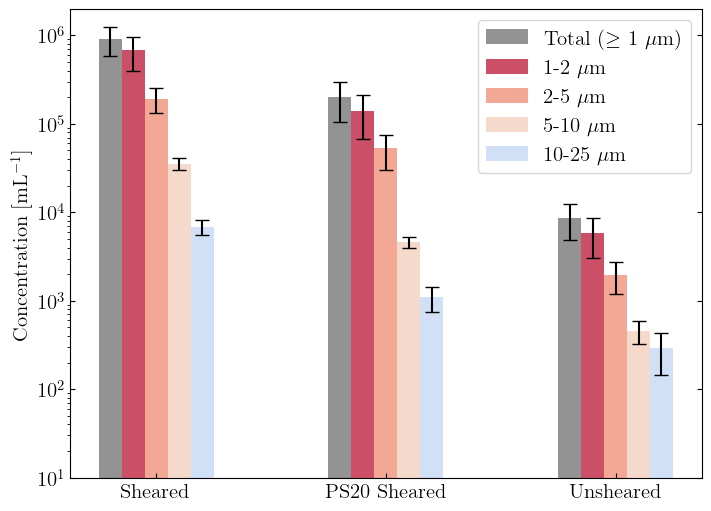 Concentration [mL⁻¹]
10⁶
10⁵
10⁴
10³
10²
10¹
Total (≥ 1 μm)
1-2 μm
2-5 μm
5-10 μm
10-25 μm
Sheared
PS20 Sheared
Unsheared